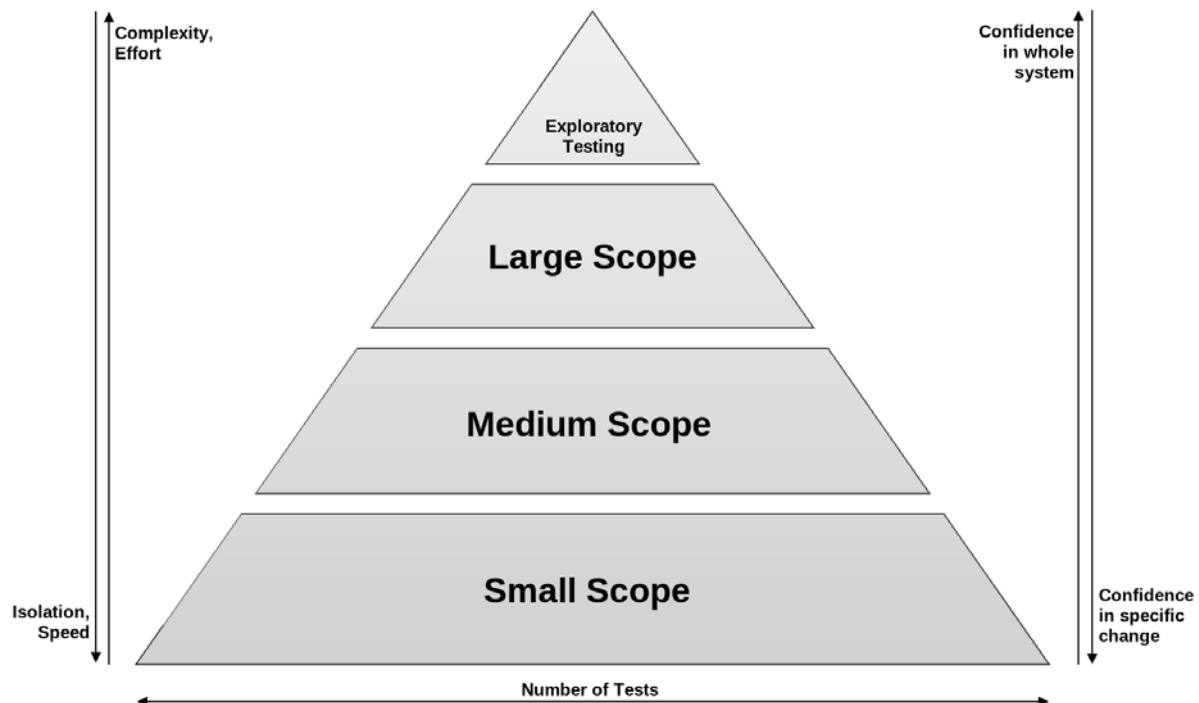 Complexity,
Effort
Confidence
in whole
system
Exploratory
Testing
Large Scope
Medium Scope
Small Scope
Isolation,
Speed
Confidence
in specific
change
Number of Tests